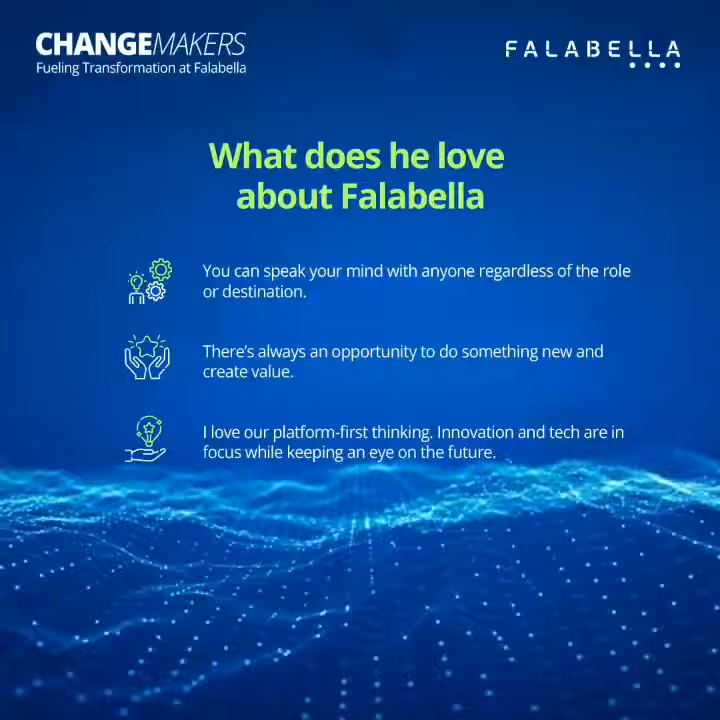 CHANGEMAKERS
Fueling Transformation at Falabella
FALABELLA
What does he love
about Falabella
You can speak your mind with anyone regardless of the role
or destination.
There's always an opportunity to do something new and
create value.
I love our platform-first thinking. Innovation and tech are in
focus while keeping an eye on the future.